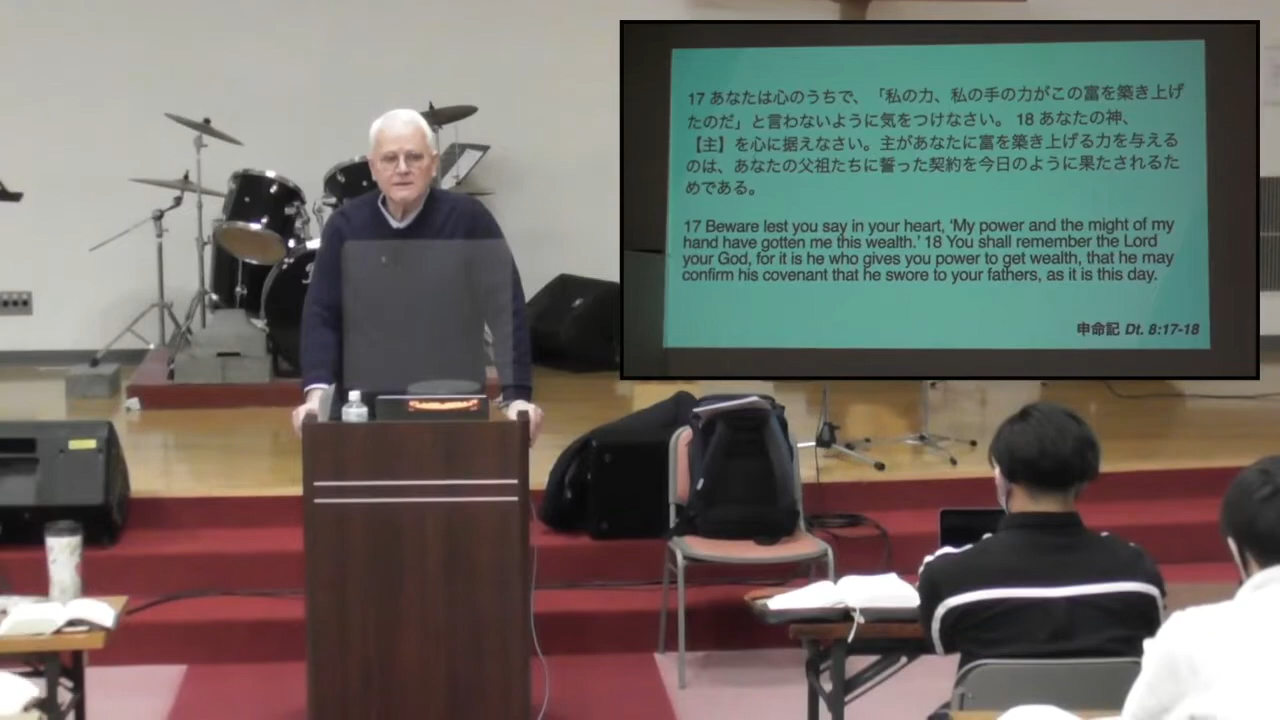 17 あなたは心のうちで、「私の力、私の手の力がこの富を築き上げ
たのだ」と言わないように気をつけなさい。 18 あなたの神、
【主】を心に据えなさい。主があなたに富を築き上げる力を与える
のは、あなたの父祖たちに誓った契約を今日のように果たされるた
めである。
17 Beware lest you say in your heart, ‘My power and the might of my
hand have gotten me this wealth.’ 18 You shall remember the Lord
your God, for it is he who gives you power to get wealth, that he may
confirm his covenant that he swore to your fathers, as it is this day.
申命記 Dt. 8:17-18